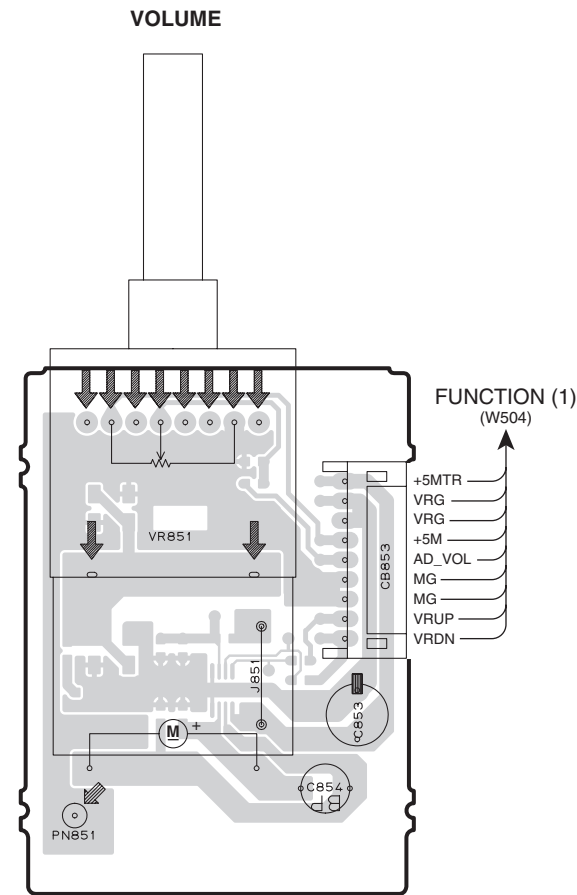 VOLUME
FUNCTION (1)
(W504)
+5MTR
VRG
VRG
+5M
AD_VOL
MG
MG
VRUP
VRDN
CB853
VR851
J851
C853
M +
C854
BP
PN851